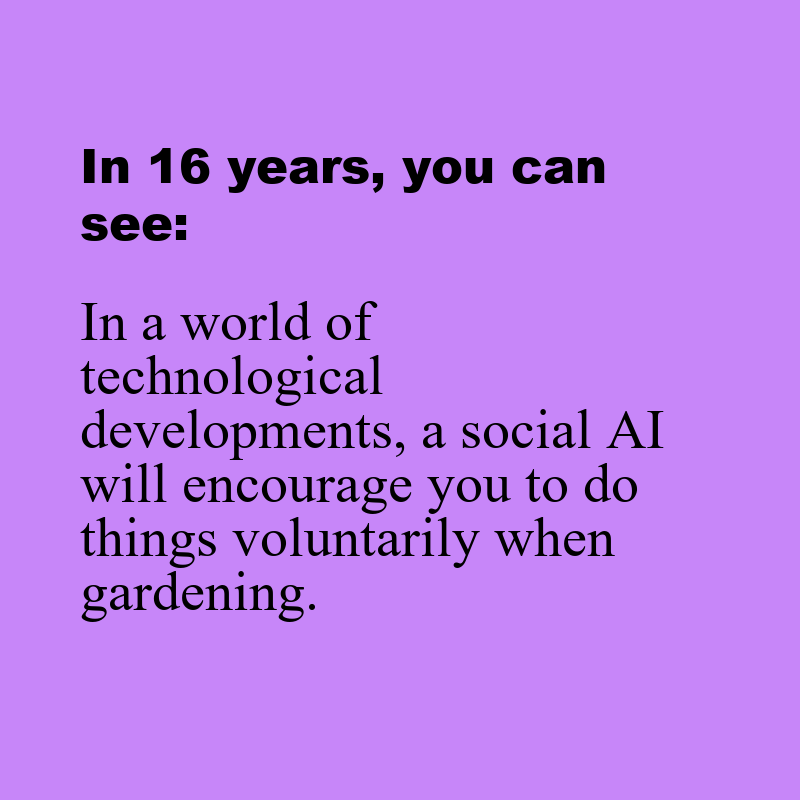 In 16 years, you can
see:
In a world of
technological
developments, a social AI
will encourage you to do
things voluntarily when
gardening.